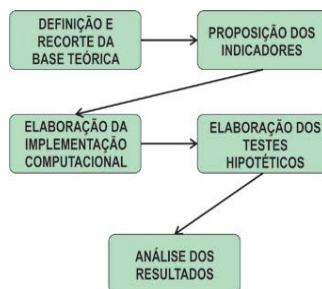 DEFINIÇÃO E
RECORTE DA
BASE TEÓRICA
PROPOSIÇÃO DOS
INDICADORES
ELABORAÇÃO DA
IMPLEMENTAÇÃO
COMPUTACIONAL
ELABORAÇÃO DOS
TESTES
HIPOTÉTICOS
ANÁLISE DOS
RESULTADOS